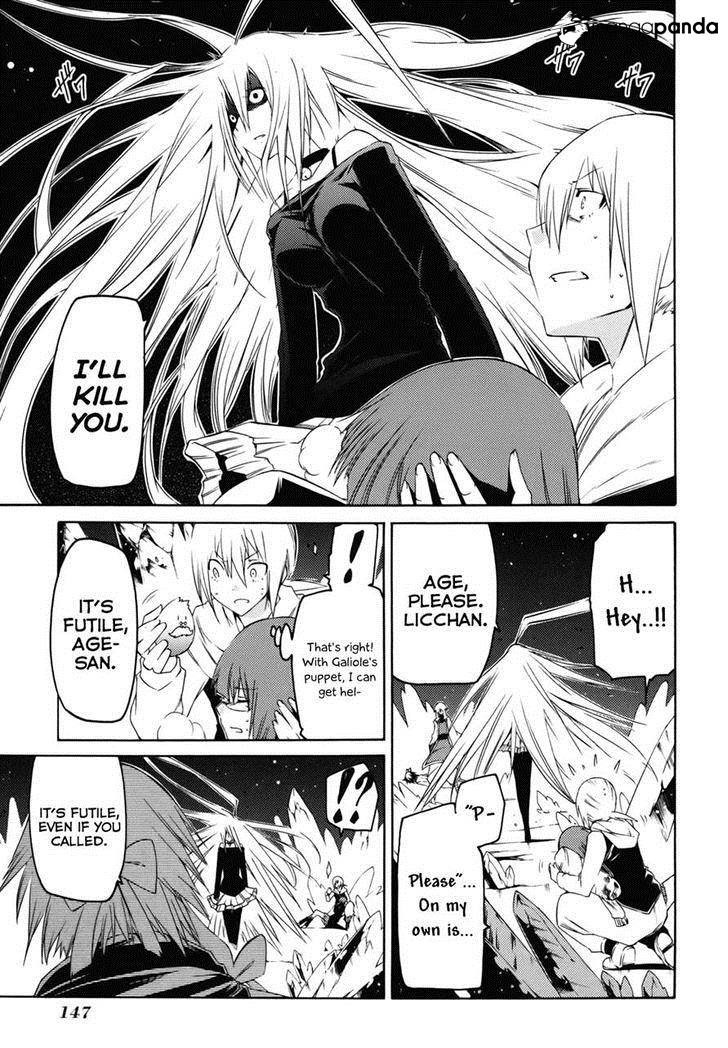 mangapanda
ザワ
ザワ
ザワ
I'LL
KILL
YOU.
H...
Hey..!!
AGE,
PLEASE.
LICCHAN.
"P-
Please"...
On my
own is...
!!
That's right!
With Galiole's
puppet, I can
get hel-
IT'S
FUTILE,
AGE-
SAN.
!?
IT'S FUTILE,
EVEN IF YOU
CALLED.
147